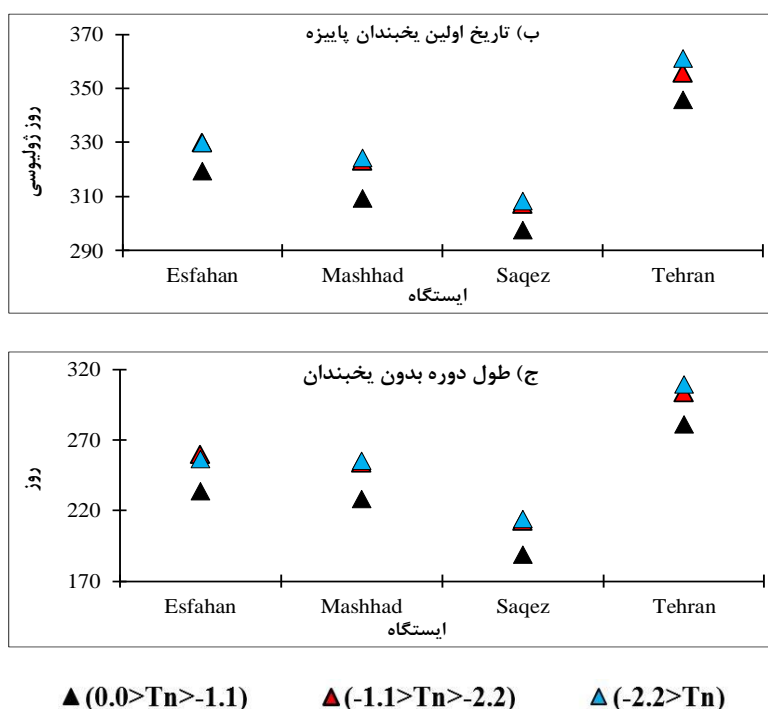 ب) تاریخ اولین یخبندان پاییزه
روز ژولیوسی
370
350
330
310
290
Esfahan Mashhad Saqez Tehran
ایستگاه
ج) طول دوره بدون یخبندان
روز
320
270
220
170
Esfahan Mashhad Saqez Tehran
ایستگاه
(0.0>Tn>-1.1) (-1.1>Tn>-2.2) (-2.2>Tn)